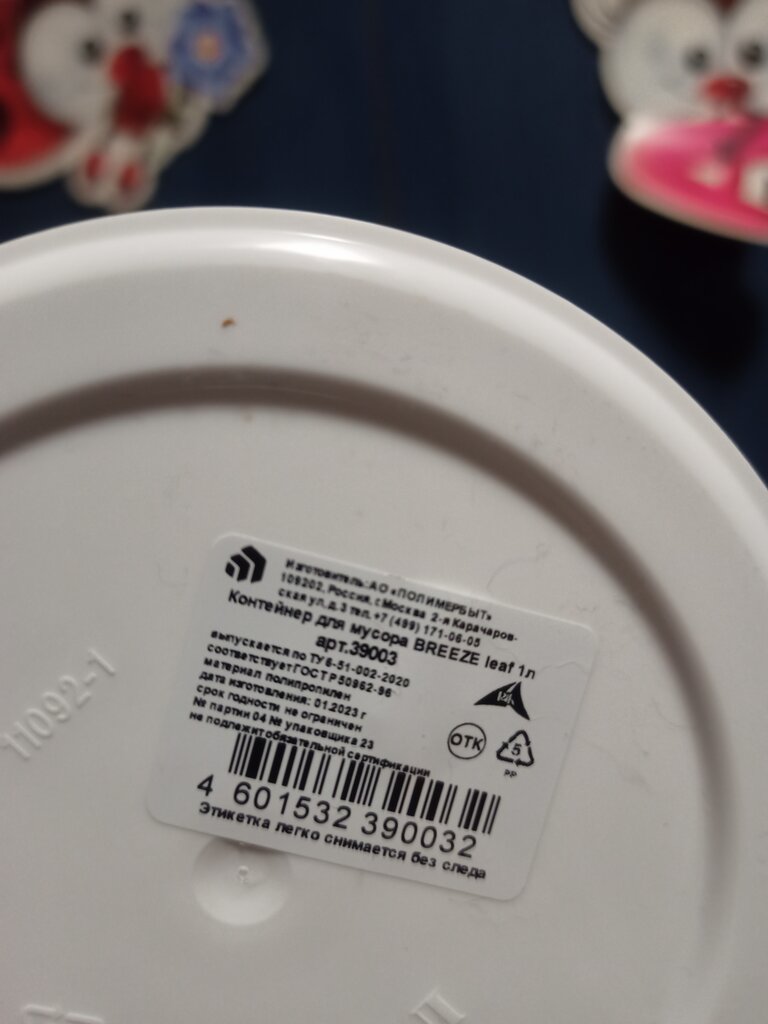 Изготовитель: АО «ПОЛИМЕРБЫТ»
109202, Россия, г.Москва 2-я Карачаров-
ская ул, д.3 тел.+7 (499) 171-06-05
Контейнер для мусора BREEZE leaf 1л
арт.39003
выпускается по ТУ 6-51-002-2020
соответствует ГОСТ Р 50962-96
материал полипропилен
дата изготовления: 01.2023 г
срок годности не ограничен
№ партии 04 № упаковщика 23
не подлежит обязательной сертификации
ОТК
5
PP
4 601532 390032
Этикетка легко снимается без следа
11092-1